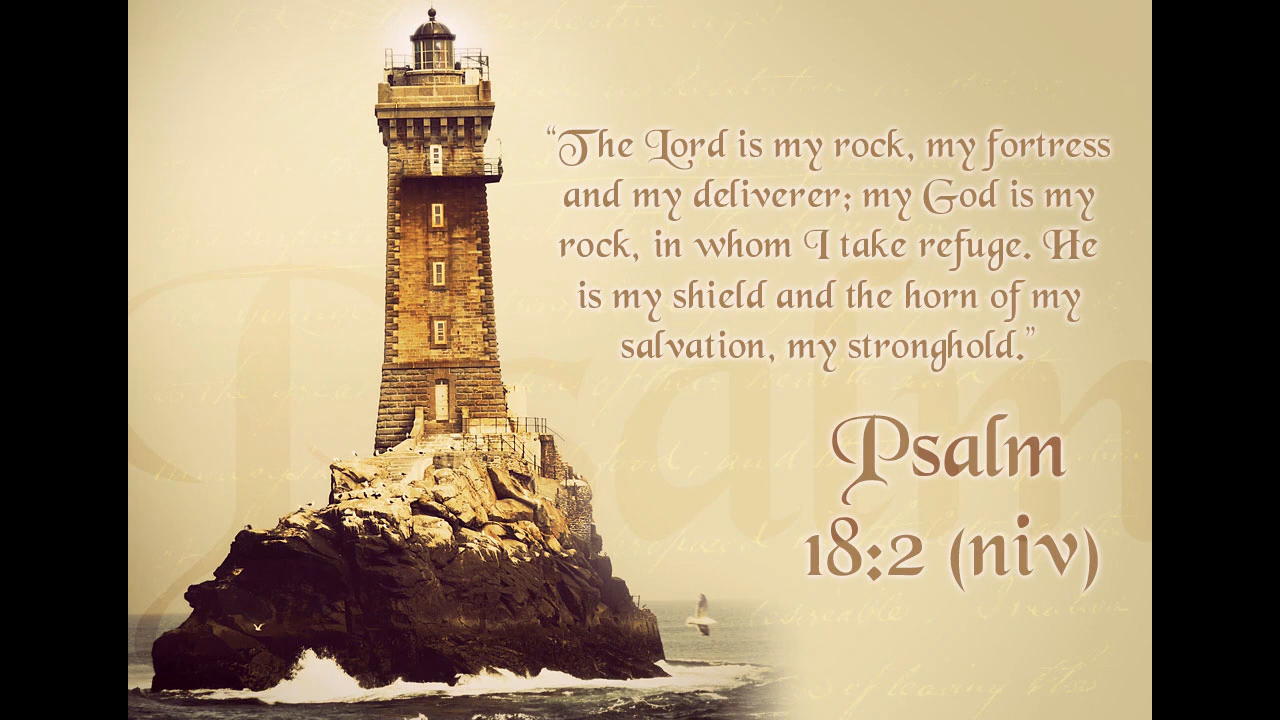 “The Lord is my rock, my fortress
and my deliverer; my God is my
rock, in whom I take refuge. He
is my shield and the horn of my
salvation, my stronghold.”
Psalm
18:2 (niv)
Psalm